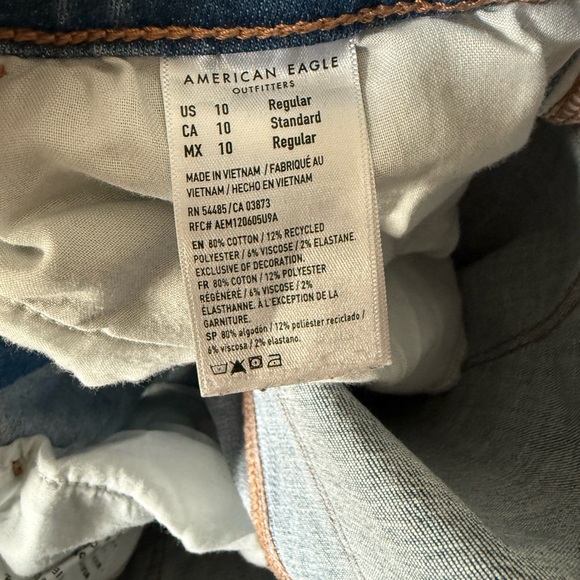 AMERICAN EAGLE
OUTFITTERS
US 10 Regular
CA 10 Standard
MX 10 Regular
MADE IN VIETNAM / FABRIQUÉ AU
VIETNAM / HECHO EN VIETNAM
RN 54485 / CA 03873
RFC# AEM120605U9A
EN 80% COTTON / 12% RECYCLED
POLYESTER / 6% VISCOSE / 2% ELASTANE.
EXCLUSIVE OF DECORATION.
FR 80% COTON / 12% POLYESTER
RÉGÉNÉRÉ / 6% VISCOSE / 2%
ÉLASTHANNE. À L'EXCEPTION DE LA
GARNITURE.
SP 80% algodón / 12% poliéster reciclado /
6% viscosa / 2% elastano.